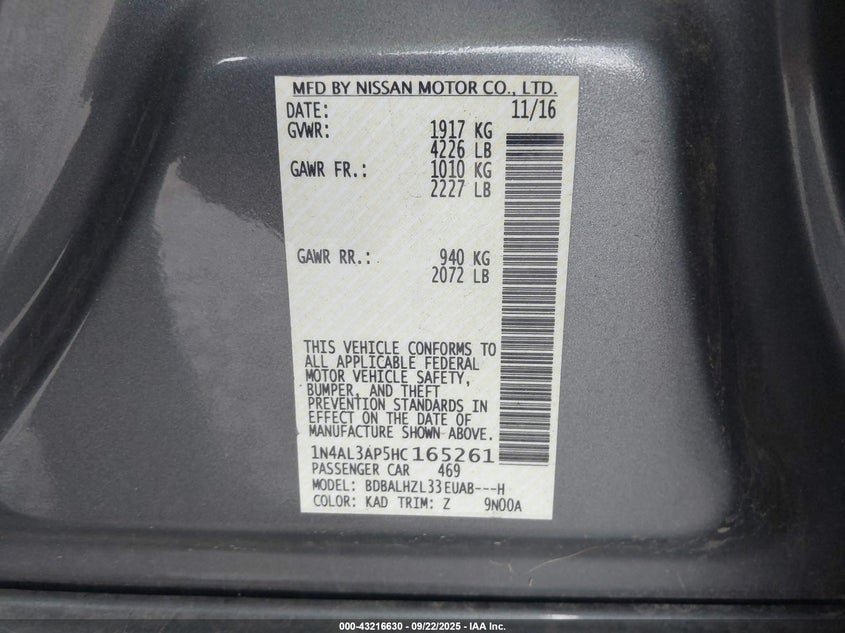 MFD BY NISSAN MOTOR CO., LTD.
DATE: 11/16
GVWR: 1917 KG
4226 LB
GAWR FR.: 1010 KG
2227 LB
GAWR RR.: 940 KG
2072 LB
THIS VEHICLE CONFORMS TO
ALL APPLICABLE FEDERAL
MOTOR VEHICLE SAFETY,
BUMPER, AND THEFT
PREVENTION STANDARDS IN
EFFECT ON THE DATE OF
MANUFACTURE SHOWN ABOVE.
1N4AL3AP5HC165261
PASSENGER CAR 469
MODEL: BDBALHZL33EUAB---H
COLOR: KAD TRIM: Z 9N00A
000-43216630 - 09/22/2025 - IAA Inc.